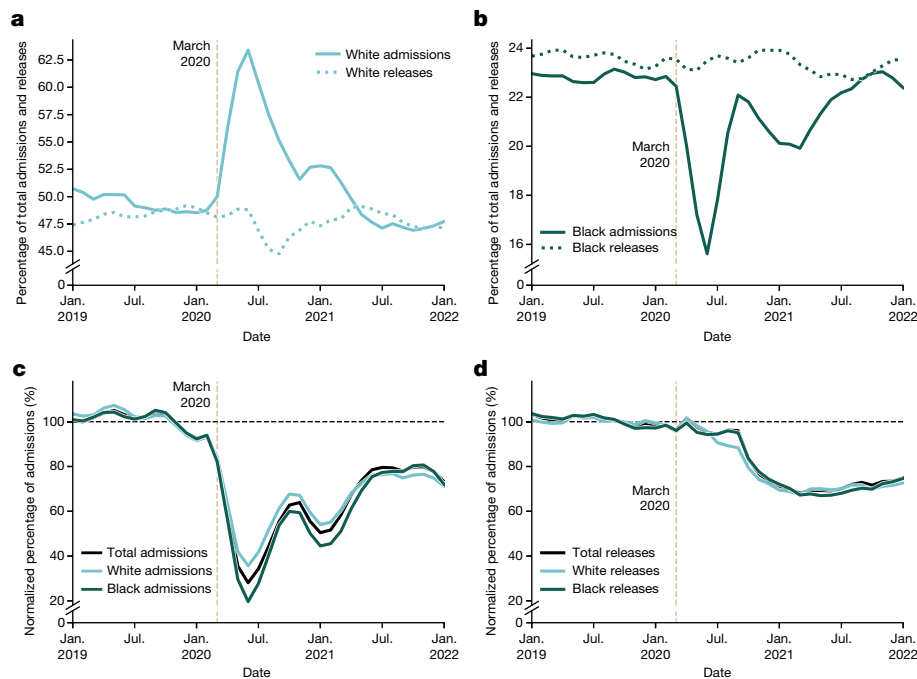 a
Percentage of total admissions and releases
62.5
60.0
57.5
55.0
52.5
50.0
47.5
45.0
0
March
2020
White admissions
White releases
Jan.
2019
Jul.
Jan.
2020
Jul.
Jan.
2021
Jul.
Jan.
2022
Date
b
Percentage of total admissions and releases
24
22
20
18
16
0
March
2020
Black admissions
Black releases
Jan.
2019
Jul.
Jan.
2020
Jul.
Jan.
2021
Jul.
Jan.
2022
Date
c
Normalized percentage of admissions (%)
100
80
60
40
20
0
March
2020
Total admissions
White admissions
Black admissions
Jan.
2019
Jul.
Jan.
2020
Jul.
Jan.
2021
Jul.
Jan.
2022
Date
d
Normalized percentage of admissions (%)
100
80
60
40
20
0
March
2020
Total releases
White releases
Black releases
Jan.
2019
Jul.
Jan.
2020
Jul.
Jan.
2021
Jul.
Jan.
2022
Date